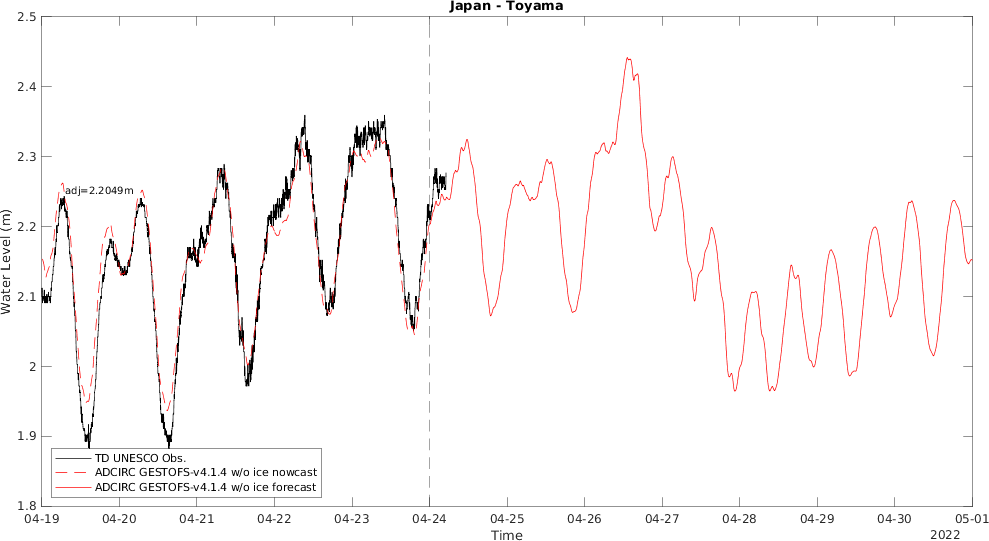 Japan - Toyama
2.5
2.4
2.3
2.2
2.1
2
1.9
1.8
Water Level (m)
adj=2.2049m
TD UNESCO Obs.
ADCIRC GESTOFS-v4.1.4 w/o ice nowcast
ADCIRC GESTOFS-v4.1.4 w/o ice forecast
04-19 04-20 04-21 04-22 04-23 04-24 04-25 04-26 04-27 04-28 04-29 04-30 05-01
Time
2022